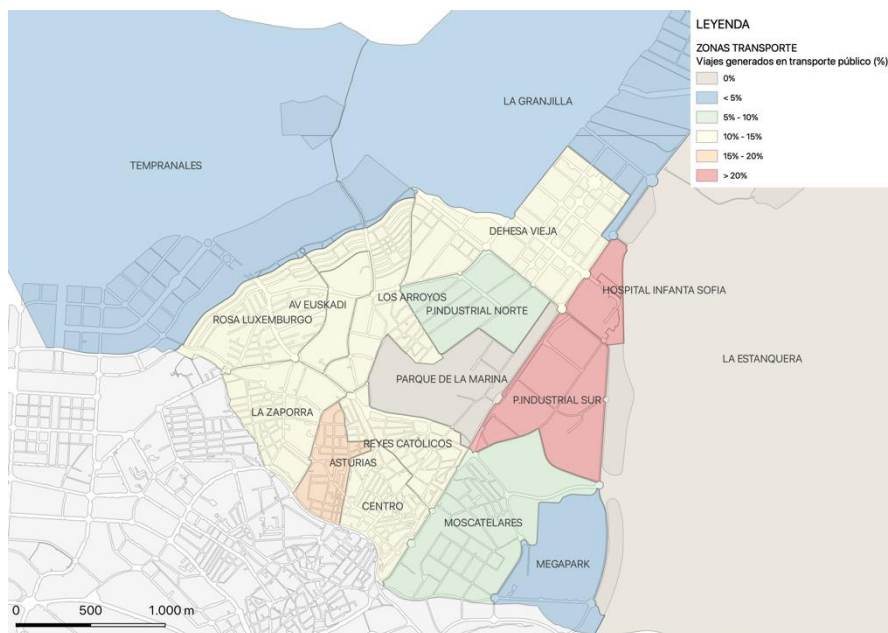 LEYENDA
ZONAS TRANSPORTE
Viajes generados en transporte público (%)
0%
< 5%
5% - 10%
10% - 15%
15% - 20%
> 20%
LA GRANJILLA
TEMPRANALES
DEHESA VIEJA
HOSPITAL INFANTA SOFIA
LOS ARROYOS
AV EUSKADI
P.INDUSTRIAL NORTE
ROSA LUXEMBURGO
LA ESTANQUERA
PARQUE DE LA MARINA
P.INDUSTRIAL SUR
LA ZAPORRA
REYES CATÓLICOS
ASTURIAS
CENTRO
MOSCATELARES
MEGAPARK
0 500 1.000 m